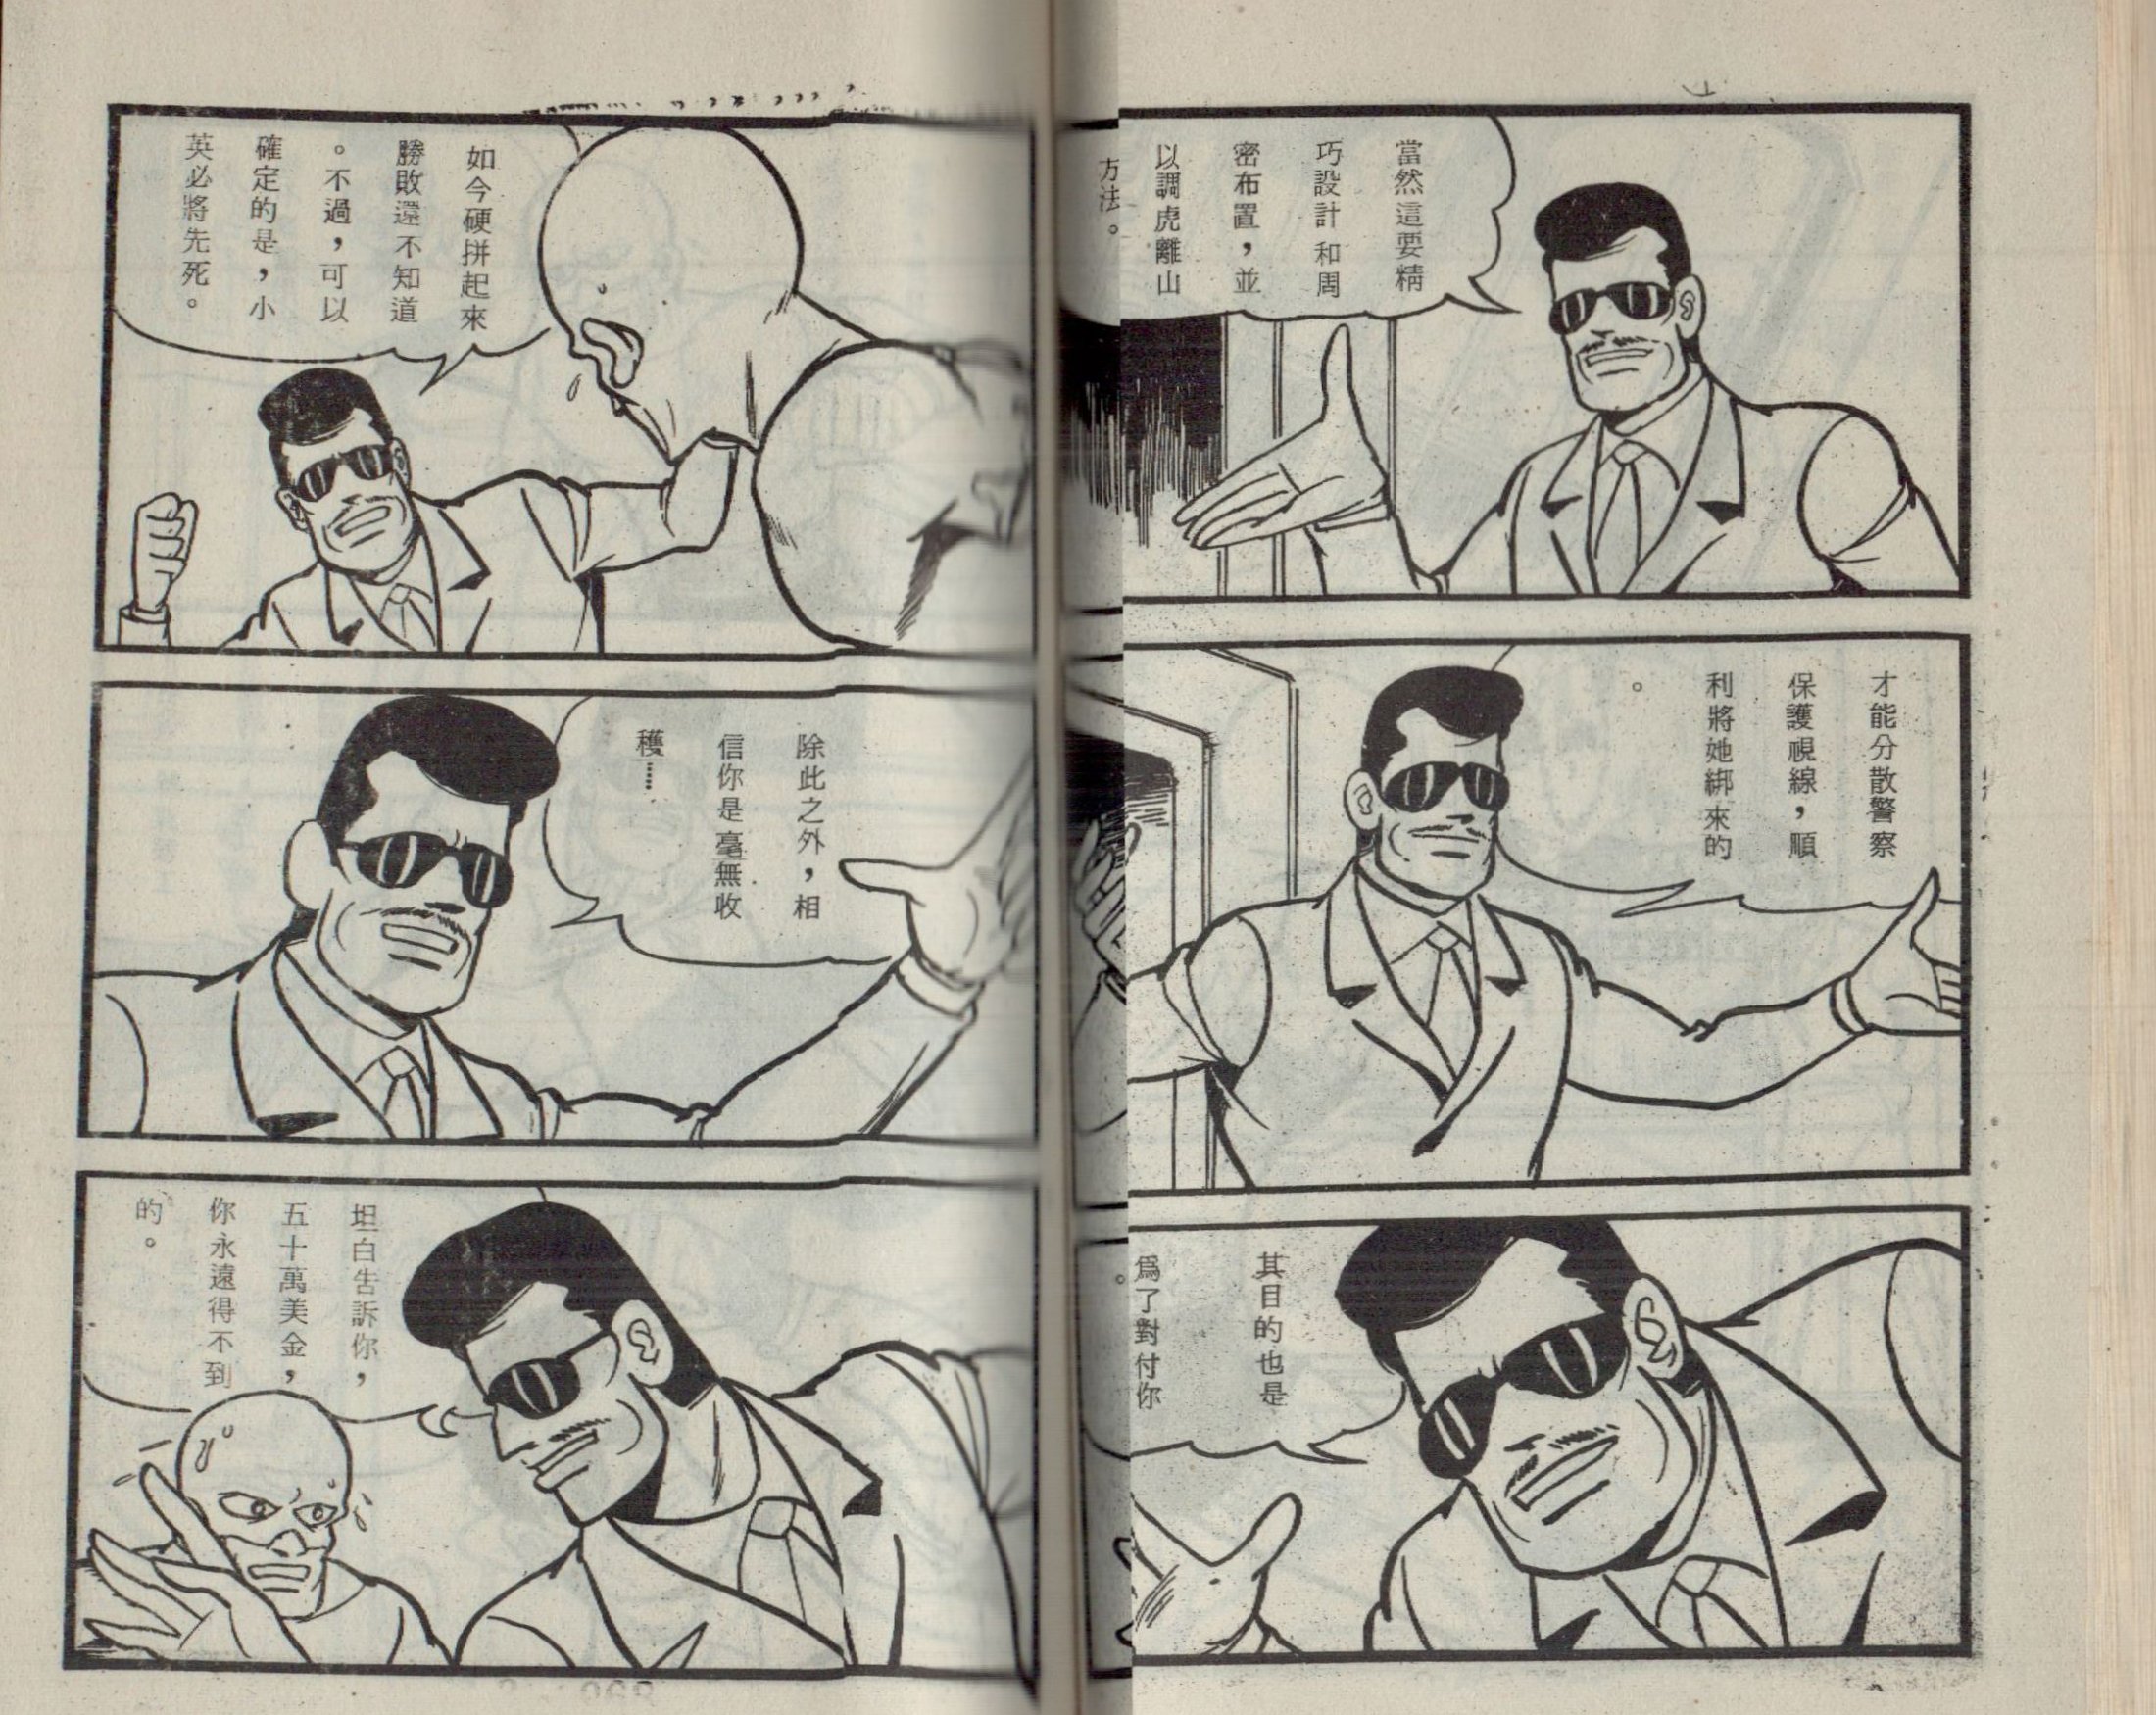 當然這要精
巧設計和周
密布置，並
以調虎離山
方法。
才能分散警察
保護視線，順
利將她綁來的
。
其目的也是
爲了對付你
。
如今硬拼起來
勝敗還不知道
。不過，可以
確定的是，小
英必將先死。
除此之外，相
信你是毫無收
穫……
坦白告訴你，
五十萬美金，
你永遠得不到
的。